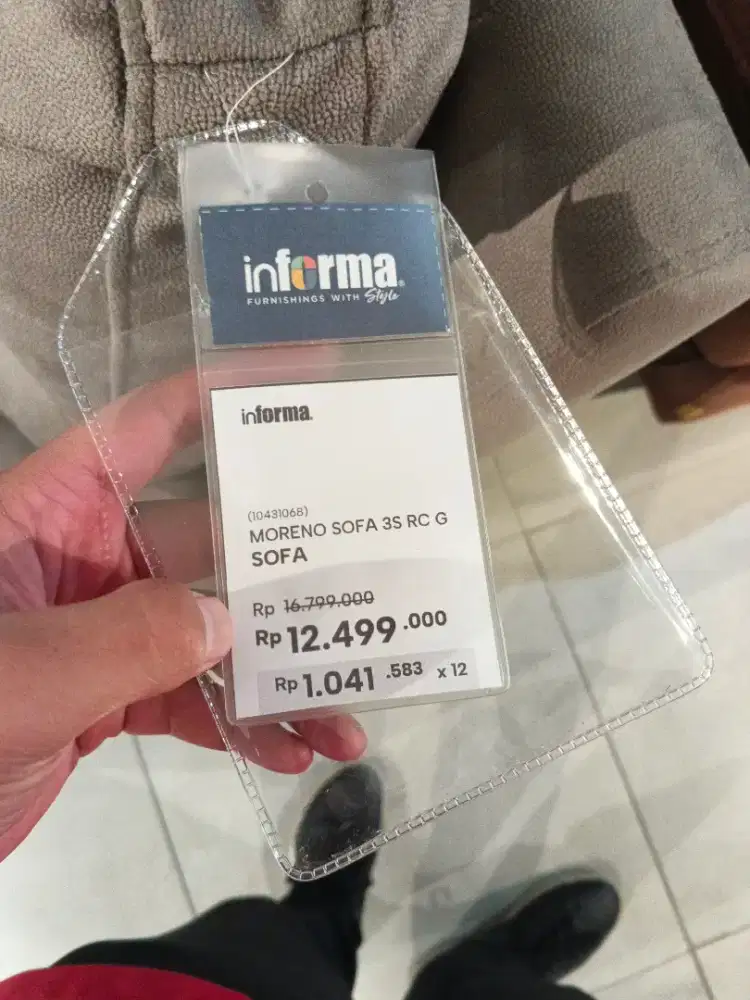 informa
FURNISHINGS WITH Style
informa.
(10431068)
MORENO SOFA 3S RC G
SOFA
Rp 16.799.000
Rp 12.499.000
Rp 1.041.583 x 12